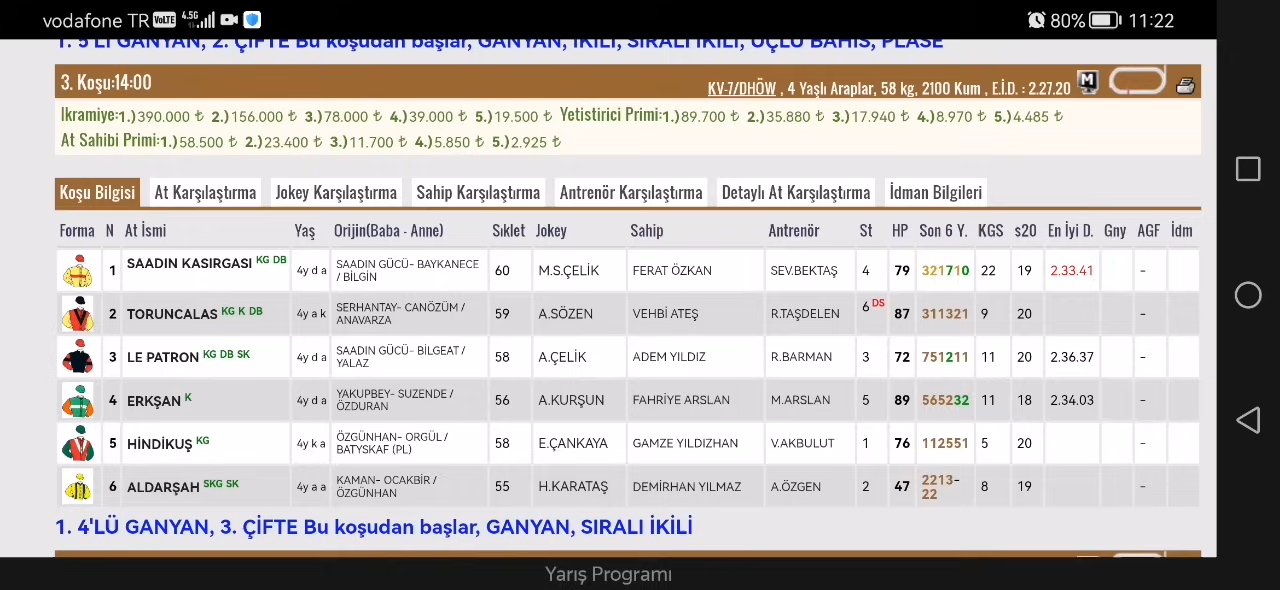 vodafone TR VoLTE 4.5G 80% 11:22
1. 5'Lİ GANYAN, 2. ÇİFTE Bu koşudan başlar, GANYAN, İKİLİ, SIRALI İKİLİ, ÜÇLÜ BAHİS, PLASE
3. Koşu:14:00 KV-7/DHÖW , 4 Yaşlı Araplar, 58 kg, 2100 Kum , E.İ.D. : 2.27.20 M
Ikramiye:1.)390.000 ₺ 2.)156.000 ₺ 3.)78.000 ₺ 4.)39.000 ₺ 5.)19.500 ₺ Yetistirici Primi:1.)89.700 ₺ 2.)35.880 ₺ 3.)17.940 ₺ 4.)8.970 ₺ 5.)4.485 ₺
At Sahibi Primi:1.)58.500 ₺ 2.)23.400 ₺ 3.)11.700 ₺ 4.)5.850 ₺ 5.)2.925 ₺
Koşu Bilgisi At Karşılaştırma Jokey Karşılaştırma Sahip Karşılaştırma Antrenör Karşılaştırma Detaylı At Karşılaştırma İdman Bilgileri
Forma N At İsmi Yaş Orijin(Baba - Anne) Sıklet Jokey Sahip Antrenör St HP Son 6 Y. KGS s20 En İyi D. Gny AGF İdm
1 SAADIN KASIRGASI KG DB 4y d a SAADIN GÜCÜ- BAYKANECE / BİLGİN 60 M.S.ÇELİK FERAT ÖZKAN SEV.BEKTAŞ 4 79 321710 22 19 2.33.41 -
2 TORUNCALAS KG K DB 4y a k SERHANTAY- CANÖZÜM / ANAVARZA 59 A.SÖZEN VEHBİ ATEŞ R.TAŞDELEN 6 DS 87 311321 9 20 -
3 LE PATRON KG DB SK 4y d a SAADIN GÜCÜ- BİLGEAT / YALAZ 58 A.ÇELİK ADEM YILDIZ R.BARMAN 3 72 751211 11 20 2.36.37 -
4 ERKŞAN K 4y d a YAKUPBEY- SUZENDE / ÖZDURAN 56 A.KURŞUN FAHRİYE ARSLAN M.ARSLAN 5 89 565232 11 18 2.34.03 -
5 HİNDİKUŞ KG 4y k a ÖZGÜNHAN- ORGÜL / BATYSKAF (PL) 58 E.ÇANKAYA GAMZE YILDIZHAN V.AKBULUT 1 76 112551 5 20 -
6 ALDARŞAH SKG SK 4y a a KAMAN- OCAKBİR / ÖZGÜNHAN 55 H.KARATAŞ DEMİRHAN YILMAZ A.ÖZGEN 2 47 2213-22 8 19 -
1. 4'LÜ GANYAN, 3. ÇİFTE Bu koşudan başlar, GANYAN, SIRALI İKİLİ
Yarış Programı